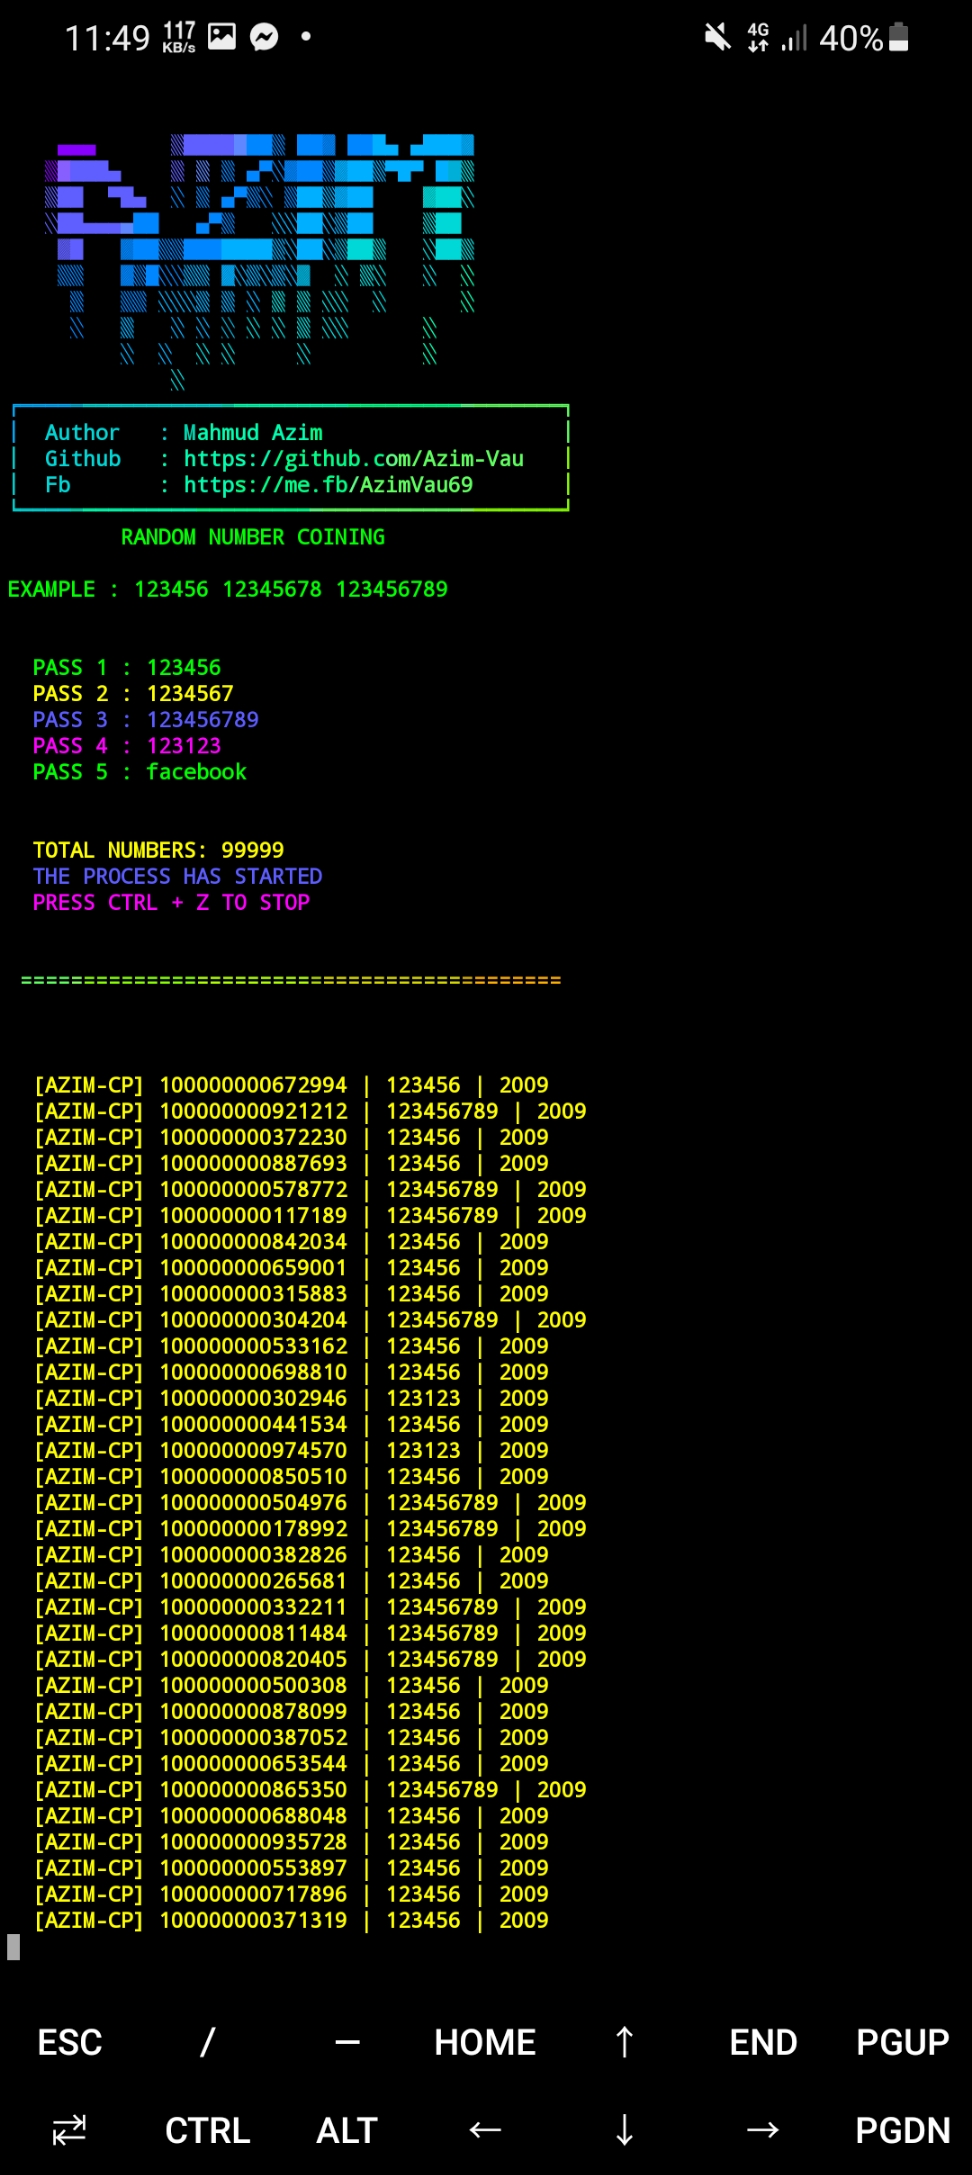 11:49 117 KB/s 4G 40%
AZIM
Author : Mahmud Azim
Github : https://github.com/Azim-Vau
Fb : https://me.fb/AzimVau69
RANDOM NUMBER COINING
EXAMPLE : 123456 12345678 123456789
PASS 1 : 123456
PASS 2 : 1234567
PASS 3 : 123456789
PASS 4 : 123123
PASS 5 : facebook
TOTAL NUMBERS: 99999
THE PROCESS HAS STARTED
PRESS CTRL + Z TO STOP
===========================================
[AZIM-CP] 100000000672994 | 123456 | 2009
[AZIM-CP] 100000000921212 | 123456789 | 2009
[AZIM-CP] 100000000372230 | 123456 | 2009
[AZIM-CP] 100000000887693 | 123456 | 2009
[AZIM-CP] 100000000578772 | 123456789 | 2009
[AZIM-CP] 100000000117189 | 123456789 | 2009
[AZIM-CP] 100000000842034 | 123456 | 2009
[AZIM-CP] 100000000659001 | 123456 | 2009
[AZIM-CP] 100000000315883 | 123456 | 2009
[AZIM-CP] 100000000304204 | 123456789 | 2009
[AZIM-CP] 100000000533162 | 123456 | 2009
[AZIM-CP] 100000000698810 | 123456 | 2009
[AZIM-CP] 100000000302946 | 123123 | 2009
[AZIM-CP] 100000000441534 | 123456 | 2009
[AZIM-CP] 100000000974570 | 123123 | 2009
[AZIM-CP] 100000000850510 | 123456 | 2009
[AZIM-CP] 100000000504976 | 123456789 | 2009
[AZIM-CP] 100000000178992 | 123456789 | 2009
[AZIM-CP] 100000000382826 | 123456 | 2009
[AZIM-CP] 100000000265681 | 123456 | 2009
[AZIM-CP] 100000000332211 | 123456789 | 2009
[AZIM-CP] 100000000811484 | 123456789 | 2009
[AZIM-CP] 100000000820405 | 123456789 | 2009
[AZIM-CP] 100000000500308 | 123456 | 2009
[AZIM-CP] 100000000878099 | 123456 | 2009
[AZIM-CP] 100000000387052 | 123456 | 2009
[AZIM-CP] 100000000653544 | 123456 | 2009
[AZIM-CP] 100000000865350 | 123456789 | 2009
[AZIM-CP] 100000000688048 | 123456 | 2009
[AZIM-CP] 100000000935728 | 123456 | 2009
[AZIM-CP] 100000000553897 | 123456 | 2009
[AZIM-CP] 100000000717896 | 123456 | 2009
[AZIM-CP] 100000000371319 | 123456 | 2009
ESC / — HOME ↑ END PGUP
⇄ CTRL ALT ← ↓ → PGDN